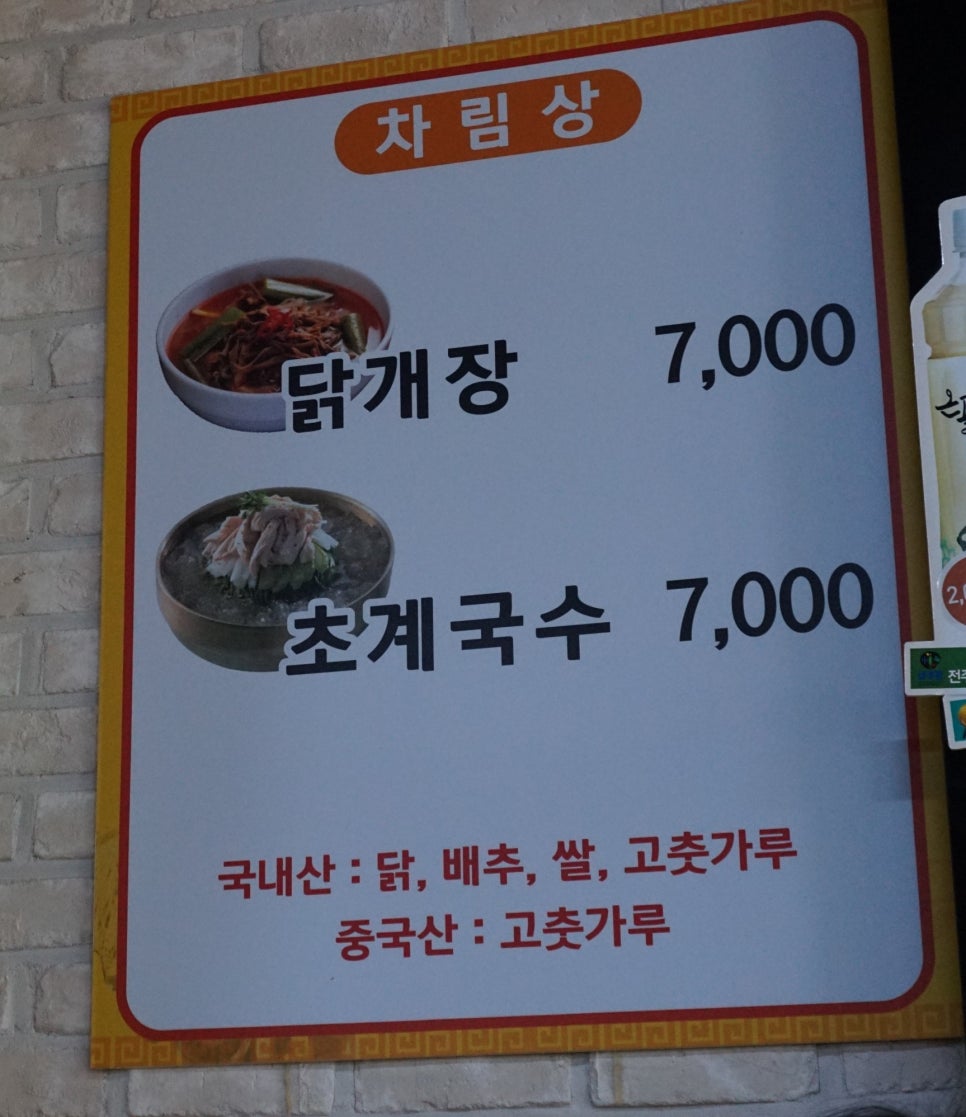 차림상
닭개장 7,000
초계국수 7,000
국내산 : 닭, 배추, 쌀, 고춧가루
중국산 : 고춧가루